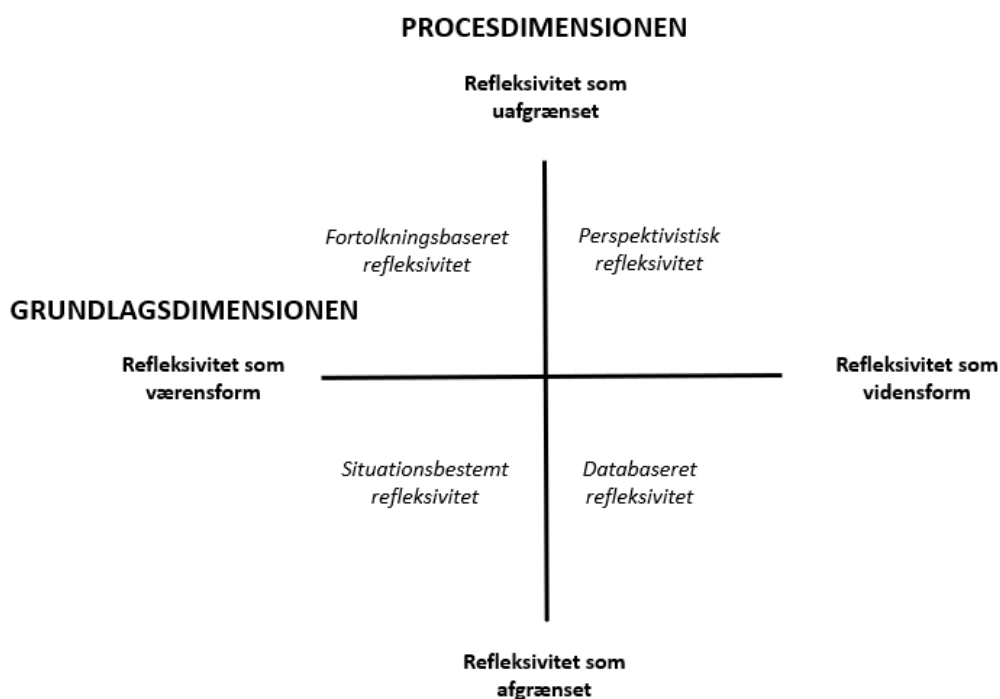 PROCESDIMENSIONEN
Refleksivitet som
uafgrænset
Fortolkningsbaseret
refleksivitet
Perspektivistisk
refleksivitet
GRUNDLAGSDIMENSIONEN
Refleksivitet som
værensform
Refleksivitet som
vidensform
Situationsbestemt
refleksivitet
Databaseret
refleksivitet
Refleksivitet som
afgrænset